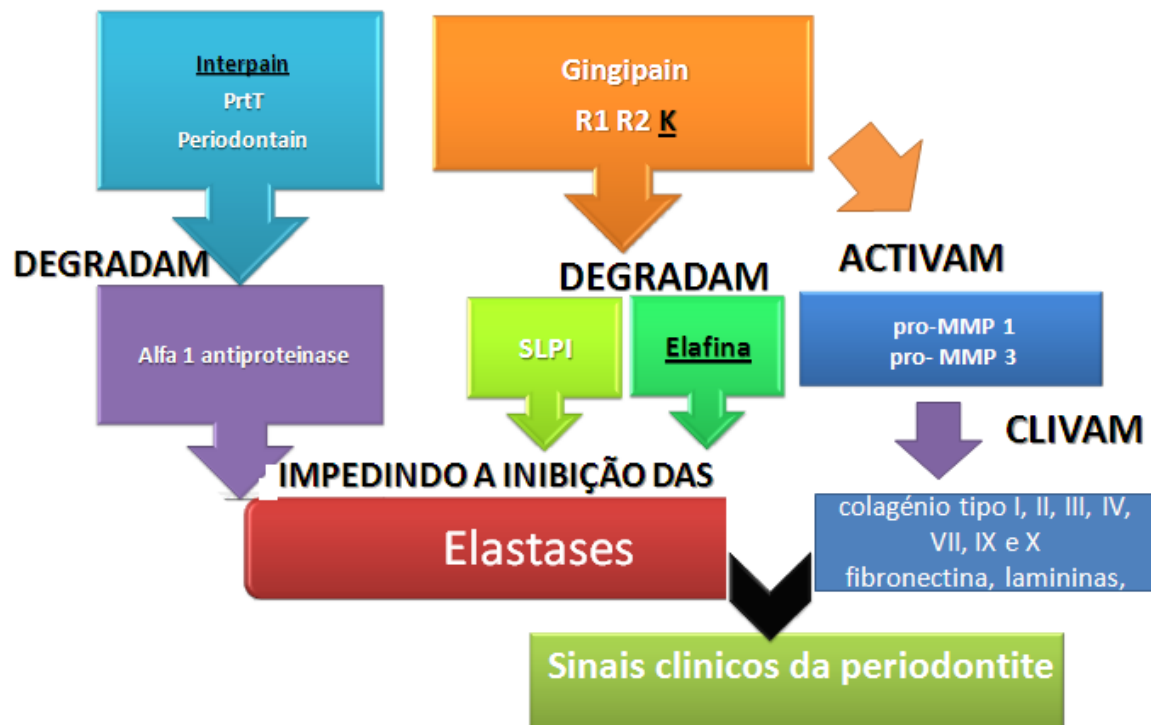 Interpain
PrtT
Periodontain
Gingipain
R1 R2 K
DEGRADAM
DEGRADAM
ACTIVAM
Alfa 1 antiproteinase
SLPI
Elafina
pro-MMP 1
pro- MMP 3
CLIVAM
IMPEDINDO A INIBIÇÃO DAS
Elastases
colagénio tipo I, II, III, IV,
VII, IX e X
fibronectina, lamininas,
Sinais clinicos da periodontite